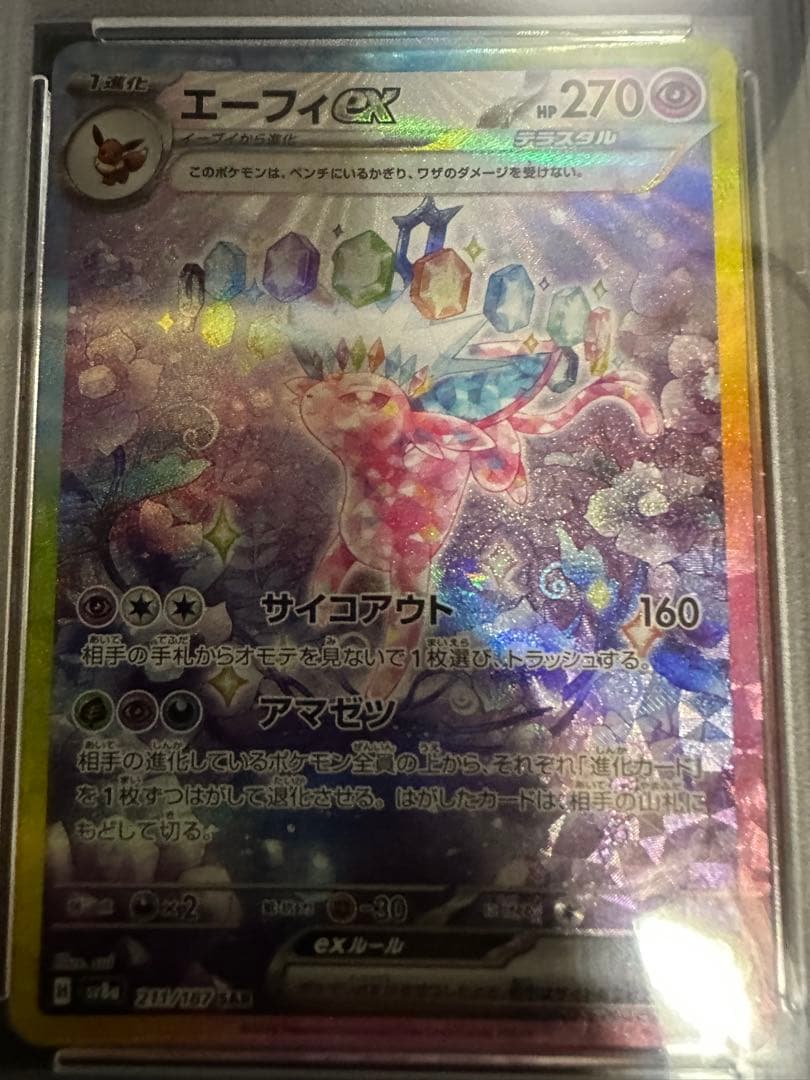 1進化
エーフィex
HP270
イーブイから進化
テラスタル
このポケモンは、ベンチにいるかぎり、ワザのダメージを受けない。
サイコアウト 160
相手の手札からオモテを見ないで1枚選び、トラッシュする。
アマゼツ
相手の進化しているポケモン全員の上から、それぞれ「進化カード」
を1枚ずつはがして退化させる。はがしたカードは、相手の山札に
もどして切る。
×2 抵抗力 -30
exルール
H sv8a 211/187 SAR